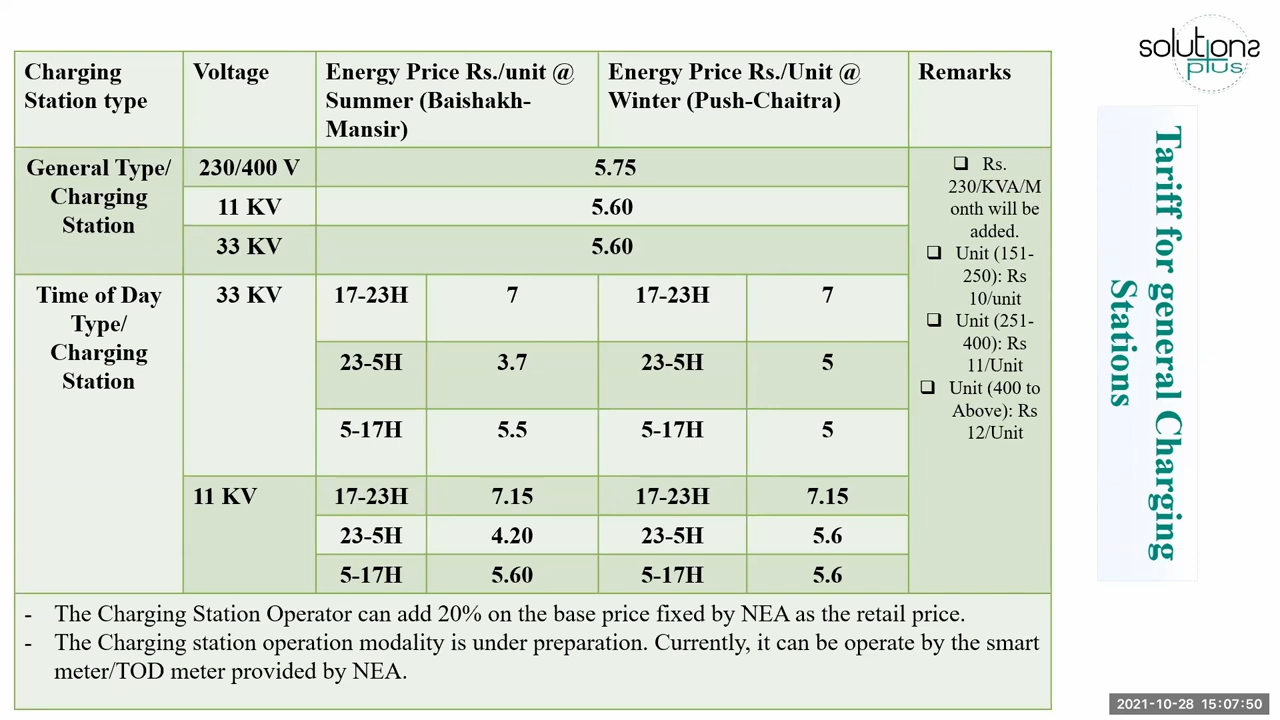 solutions
plus
Tariff for general Charging
Stations
Charging
Station type
Voltage
Energy Price Rs./unit @
Summer (Baishakh-
Mansir)
Energy Price Rs./Unit @
Winter (Push-Chaitra)
Remarks
General Type/
Charging
Station
230/400 V
5.75
11 KV
5.60
33 KV
5.60
Time of Day
Type/
Charging
Station
33 KV
17-23H
7
17-23H
7
23-5H
3.7
23-5H
5
5-17H
5.5
5-17H
5
11 KV
17-23H
7.15
17-23H
7.15
23-5H
4.20
23-5H
5.6
5-17H
5.60
5-17H
5.6
❑ Rs.
230/KVA/M
onth will be
added.
❑ Unit (151-
250): Rs
10/unit
❑ Unit (251-
400): Rs
11/Unit
❑ Unit (400 to
Above): Rs
12/Unit
- The Charging Station Operator can add 20% on the base price fixed by NEA as the retail price.
- The Charging station operation modality is under preparation. Currently, it can be operate by the smart
meter/TOD meter provided by NEA.
2021-10-28 15:07:50